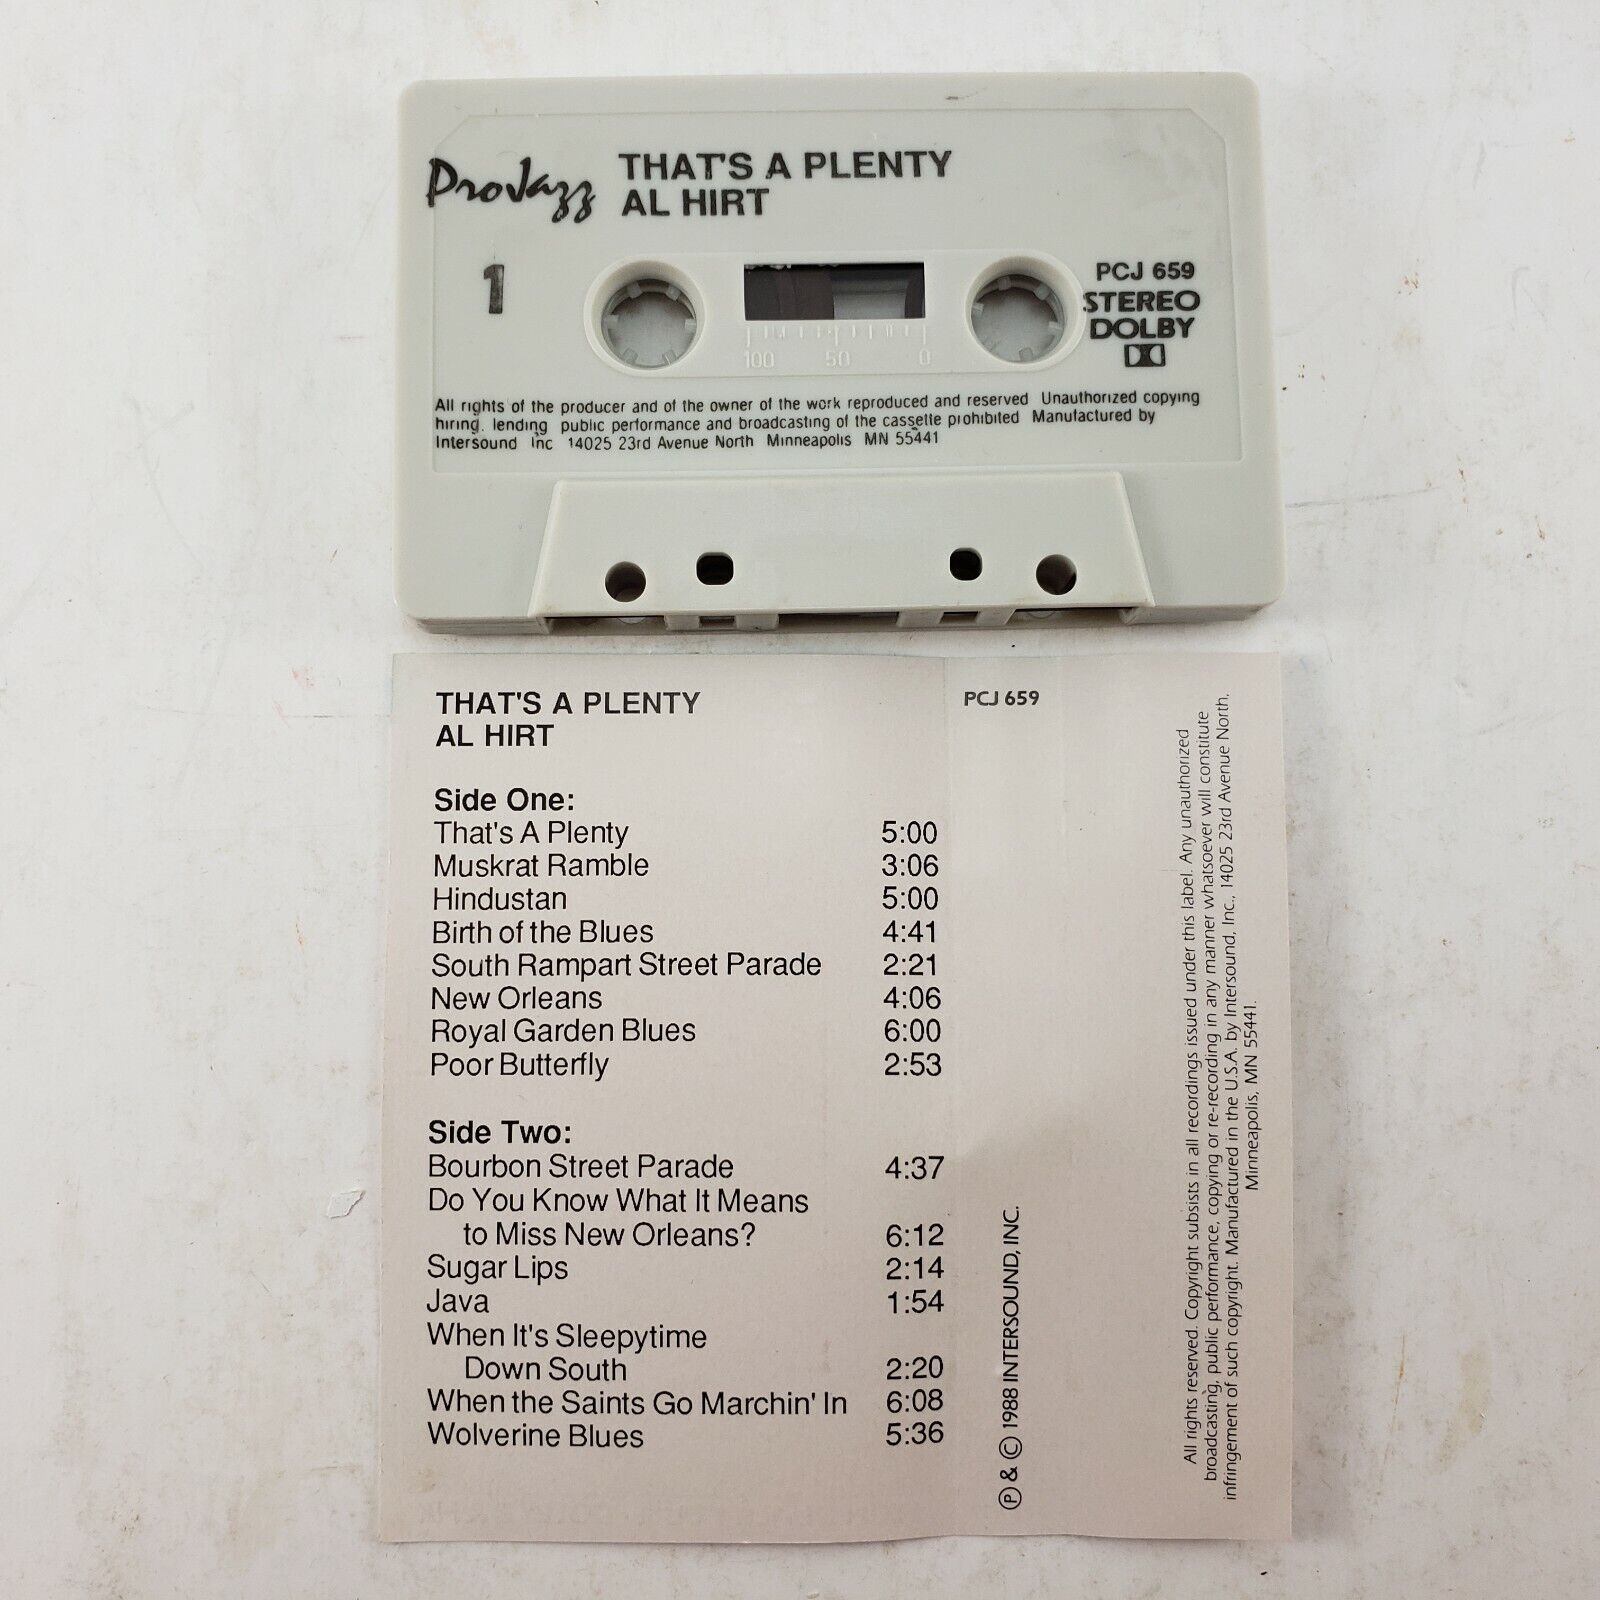 ProJazz
THAT'S A PLENTY
AL HIRT
1
PCJ 659
STEREO
DOLBY
100 50 0
All rights of the producer and of the owner of the work reproduced and reserved Unauthorized copying
hiring. lending public performance and broadcasting of the cassette prohibited Manufactured by
Intersound Inc 14025 23rd Avenue North Minneapolis MN 55441
THAT'S A PLENTY
AL HIRT
Side One:
That's A Plenty 5:00
Muskrat Ramble 3:06
Hindustan 5:00
Birth of the Blues 4:41
South Rampart Street Parade 2:21
New Orleans 4:06
Royal Garden Blues 6:00
Poor Butterfly 2:53
Side Two:
Bourbon Street Parade 4:37
Do You Know What It Means
to Miss New Orleans? 6:12
Sugar Lips 2:14
Java 1:54
When It's Sleepytime
Down South 2:20
When the Saints Go Marchin' In 6:08
Wolverine Blues 5:36
PCJ 659
Ⓟ & © 1988 INTERSOUND, INC.
All rights reserved. Copyright subsists in all recordings issued under this label. Any unauthorized
broadcasting, public performance, copying or re-recording in any manner whatsoever will constitute
infringement of such copyright. Manufactured in the U.S.A. by Intersound, Inc., 14025 23rd Avenue North.
Minneapolis, MN 55441.